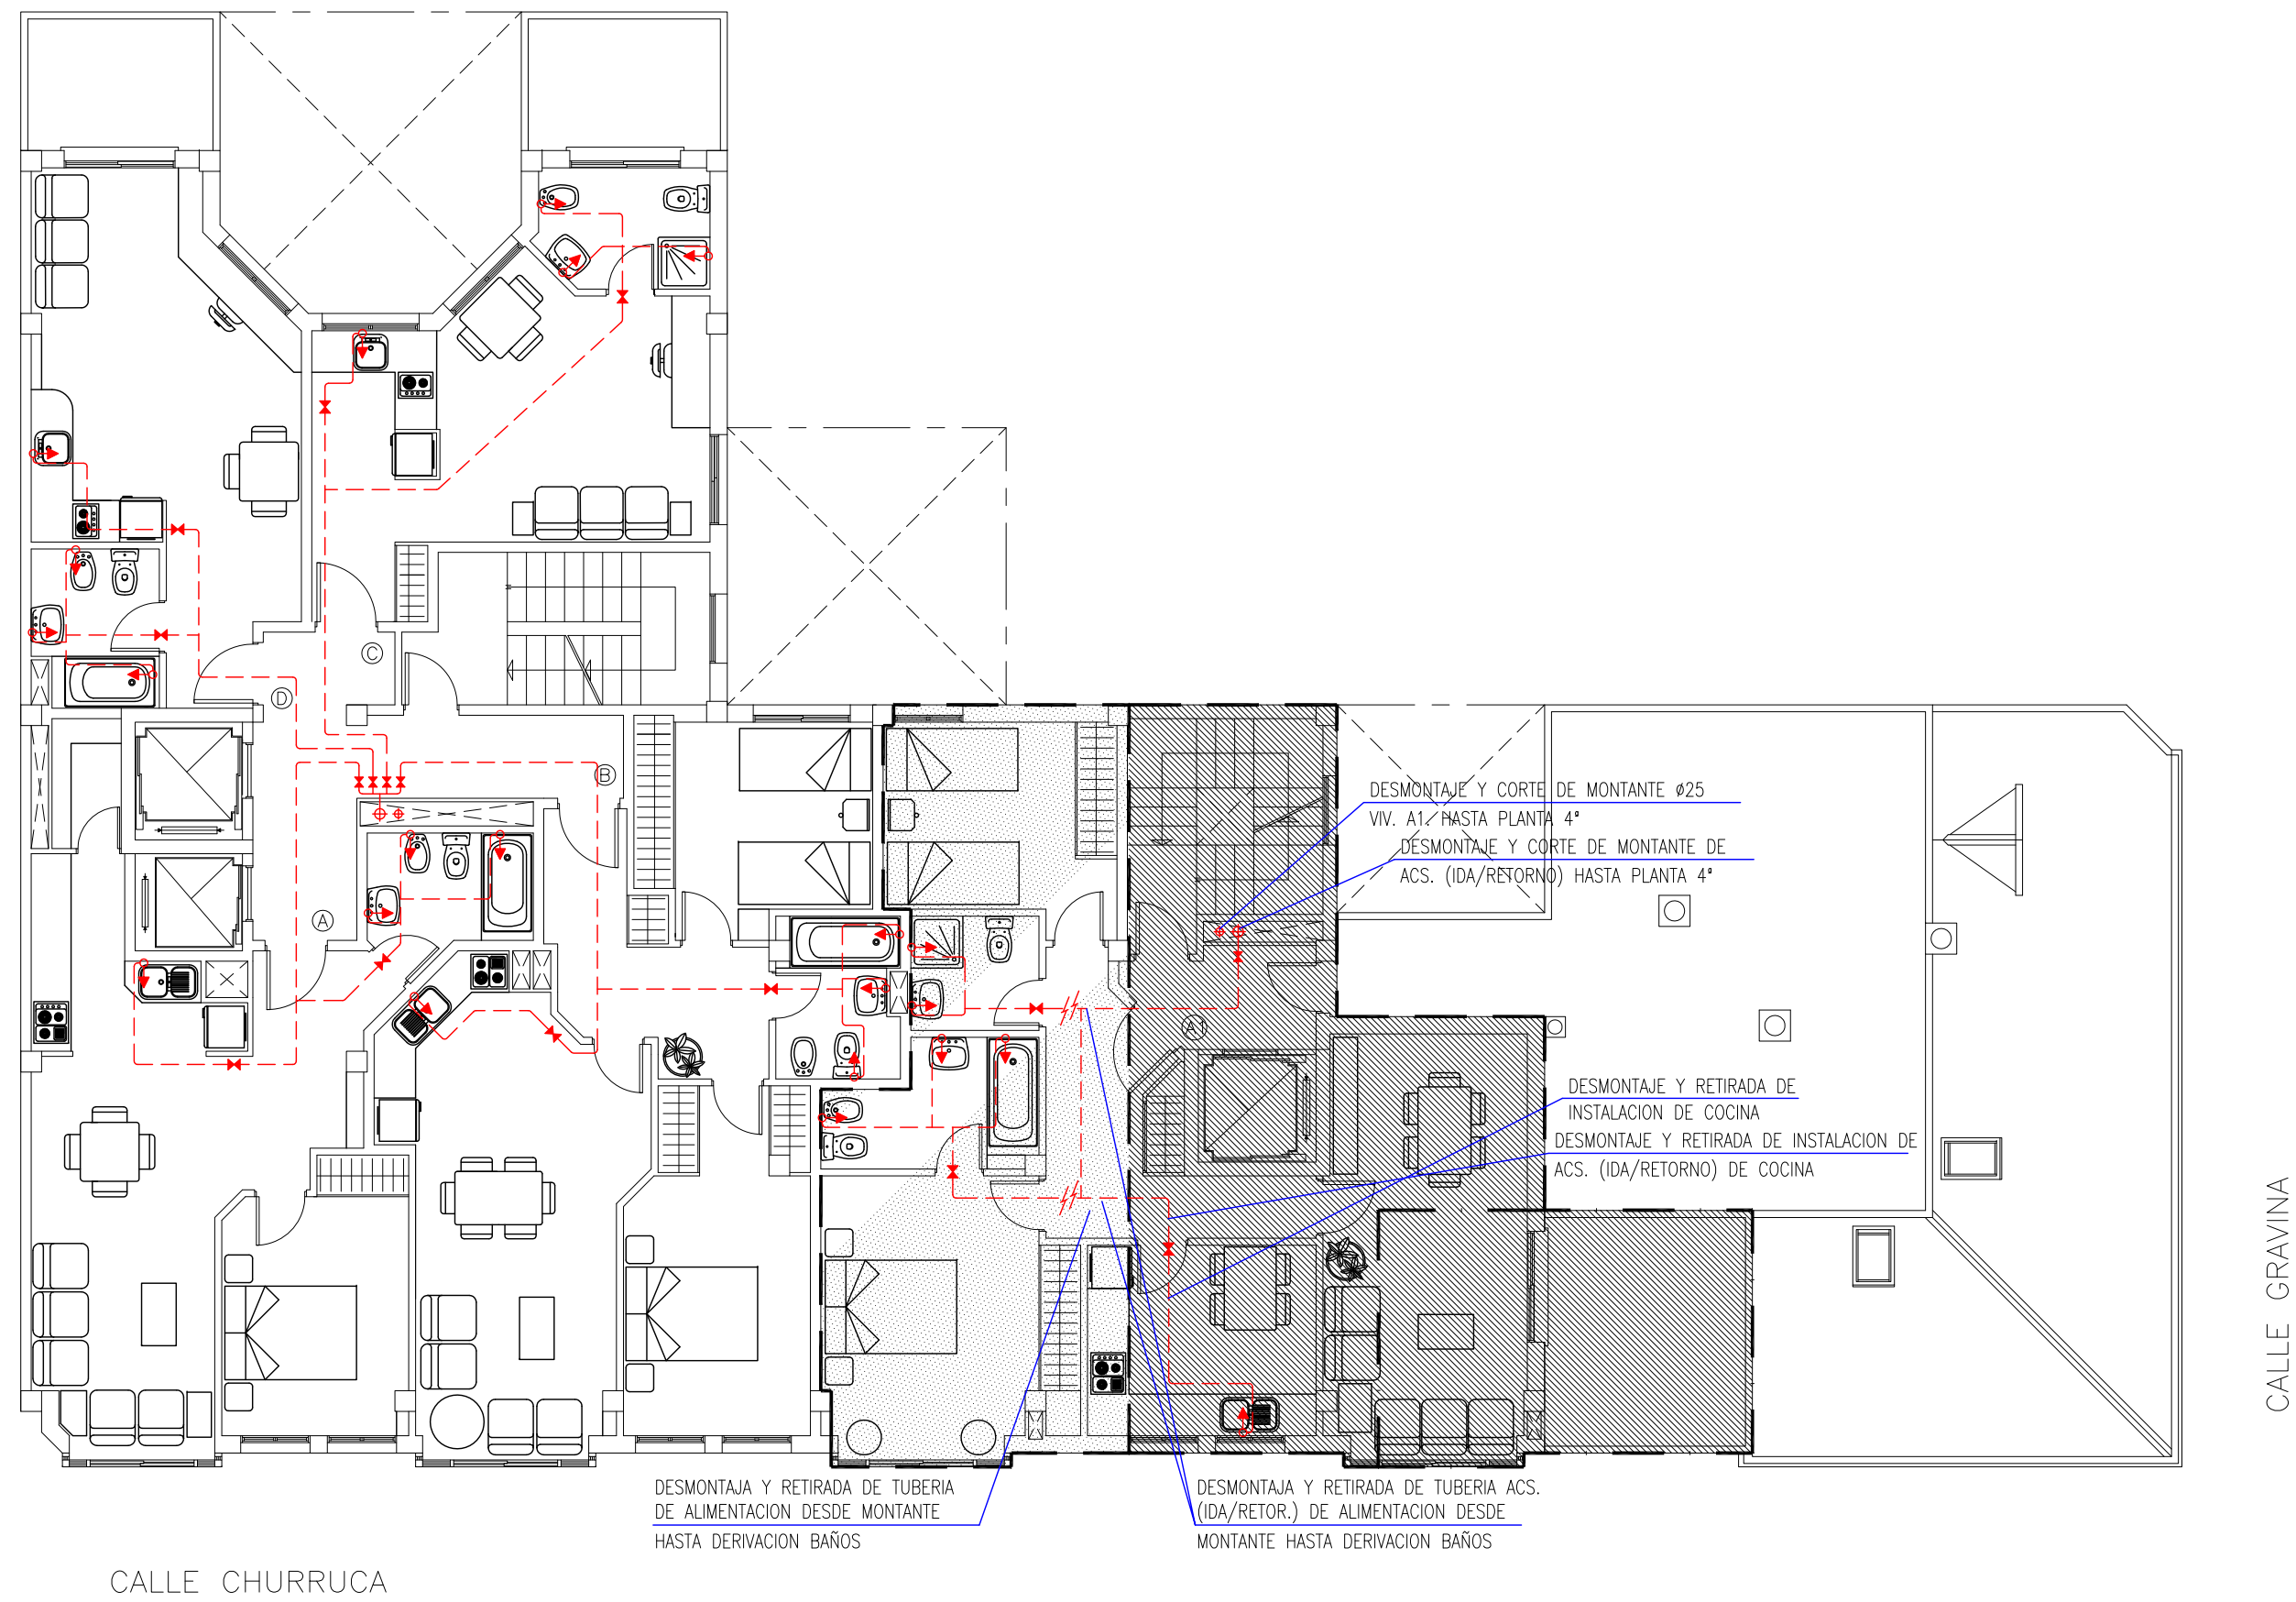 C
D
B
DESMONTAJE Y CORTE DE MONTANTE ø25
VIV. A1. HASTA PLANTA 4ª
DESMONTAJE Y CORTE DE MONTANTE DE
ACS. (IDA/RETORNO) HASTA PLANTA 4ª
A
A1
DESMONTAJE Y RETIRADA DE
INSTALACION DE COCINA
DESMONTAJE Y RETIRADA DE INSTALACION DE
ACS. (IDA/RETORNO) DE COCINA
CALLE GRAVINA
DESMONTAJA Y RETIRADA DE TUBERIA
DE ALIMENTACION DESDE MONTANTE
HASTA DERIVACION BAÑOS
DESMONTAJA Y RETIRADA DE TUBERIA ACS.
(IDA/RETOR.) DE ALIMENTACION DESDE
MONTANTE HASTA DERIVACION BAÑOS
CALLE CHURRUCA